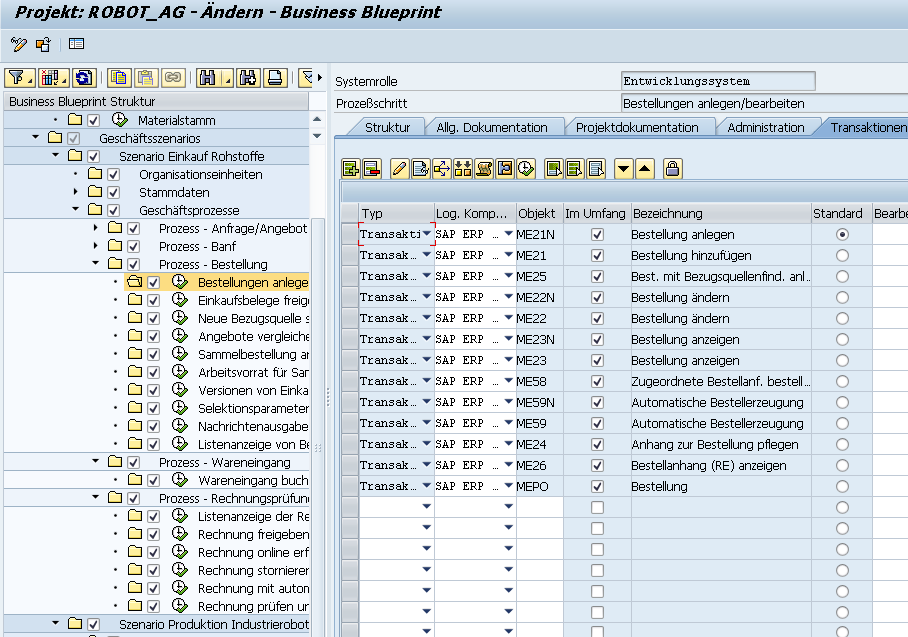 Projekt: ROBOT_AG - Ändern - Business Blueprint
Business Blueprint Struktur
Materialstamm
Geschäftsszenarios
Szenario Einkauf Rohstoffe
Organisationseinheiten
Stammdaten
Geschäftsprozesse
Prozess - Anfrage/Angebot
Prozess - Banf
Prozess - Bestellung
Bestellungen anlege
Einkaufsbelege freig
Neue Bezugsquelle s
Angebote vergleiche
Sammelbestellung an
Arbeitsvorrat für Sam
Versionen von Einka
Selektionsparameter
Nachrichtenausgabe
Listenanzeige von Be
Prozess - Wareneingang
Wareneingang buch
Prozess - Rechnungsprüfun
Listenanzeige der Re
Rechnung freigeben
Rechnung online erf
Rechnung stornieren
Rechnung mit autom
Rechnung prüfen un
Szenario Produktion Industrierobot
Systemrolle Entwicklungssystem
Prozeßschritt Bestellungen anlegen/bearbeiten
Struktur Allg. Dokumentation Projektdokumentation Administration Transaktionen
Typ Log. Komp... Objekt Im Umfang Bezeichnung Standard Bearbe
Transakti SAP ERP ... ME21N Bestellung anlegen
Transak... SAP ERP ... ME21 Bestellung hinzufügen
Transak... SAP ERP ... ME25 Best. mit Bezugsquellenfind. anl...
Transak... SAP ERP ... ME22N Bestellung ändern
Transak... SAP ERP ... ME22 Bestellung ändern
Transak... SAP ERP ... ME23N Bestellung anzeigen
Transak... SAP ERP ... ME23 Bestellung anzeigen
Transak... SAP ERP ... ME58 Zugeordnete Bestellanf. bestell...
Transak... SAP ERP ... ME59N Automatische Bestellerzeugung
Transak... SAP ERP ... ME59 Automatische Bestellerzeugung
Transak... SAP ERP ... ME24 Anhang zur Bestellung pflegen
Transak... SAP ERP ... ME26 Bestellanhang (RE) anzeigen
Transak... SAP ERP ... MEPO Bestellung